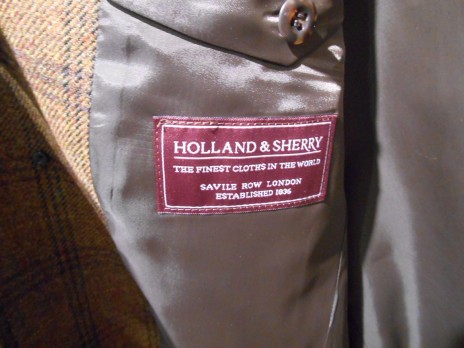 HOLLAND & SHERRY
THE FINEST CLOTHS IN THE WORLD
SAVILE ROW LONDON
ESTABLISHED 1836